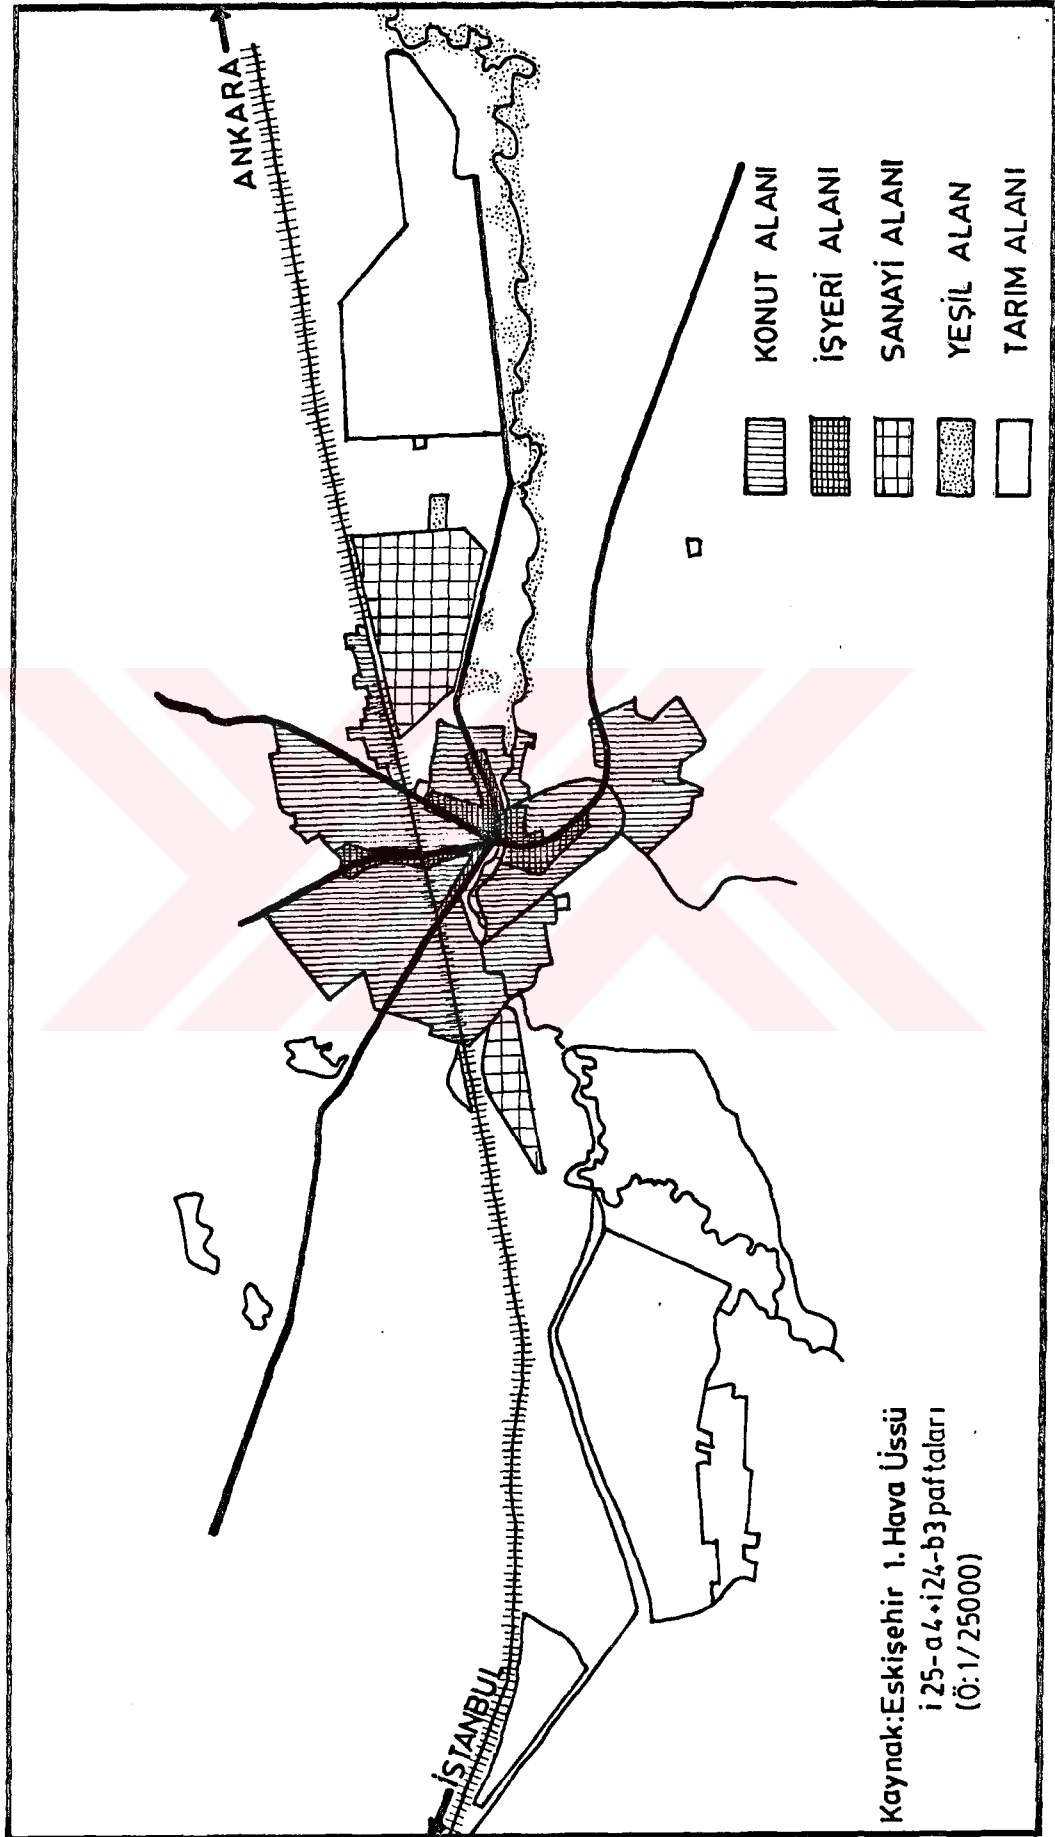 ANKARA
İSTANBUL
KONUT ALANI
İŞYERİ ALANI
SANAYİ ALANI
YEŞİL ALAN
TARIM ALANI
Kaynak:Eskişehir 1.Hava Üssü
i25-a4+i24-b3 paftaları
(Ö:1/25000)